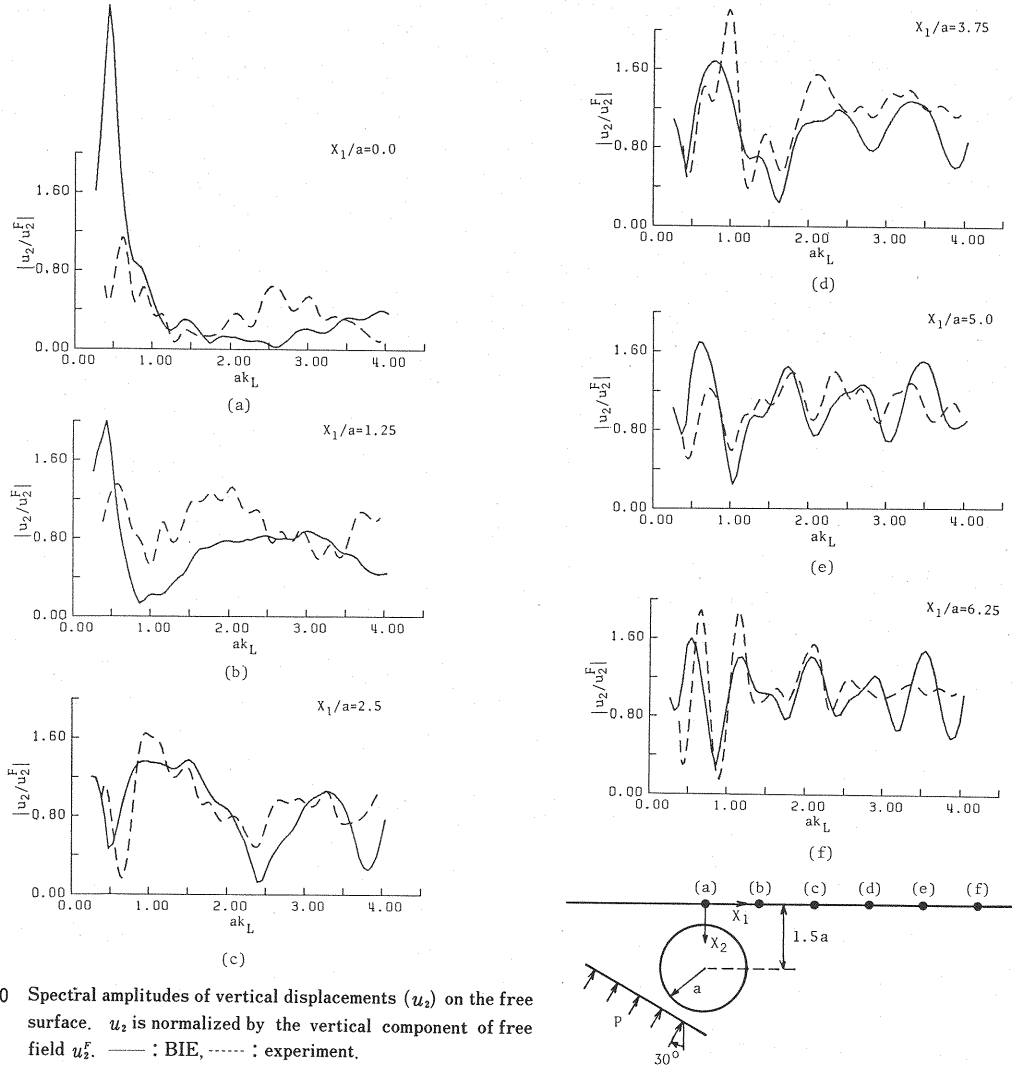 X1/a=0.0
|u2/u2^F|
1.60
0.80
0.00
0.00 1.00 2.00 3.00 4.00
akL
(a)
X1/a=1.25
|u2/u2^F|
1.60
0.80
0.00
0.00 1.00 2.00 3.00 4.00
akL
(b)
X1/a=2.5
|u2/u2^F|
1.60
0.80
0.00
0.00 1.00 2.00 3.00 4.00
akL
(c)
X1/a=3.75
|u2/u2^F|
1.60
0.80
0.00
0.00 1.00 2.00 3.00 4.00
akL
(d)
X1/a=5.0
|u2/u2^F|
1.60
0.80
0.00
0.00 1.00 2.00 3.00 4.00
akL
(e)
X1/a=6.25
|u2/u2^F|
1.60
0.80
0.00
0.00 1.00 2.00 3.00 4.00
akL
(f)
(a) (b) (c) (d) (e) (f)
X1
X2
1.5a
a
P
30°
0 Spectral amplitudes of vertical displacements (u2) on the free
surface. u2 is normalized by the vertical component of free
field u2^F. —— : BIE, ------ : experiment.